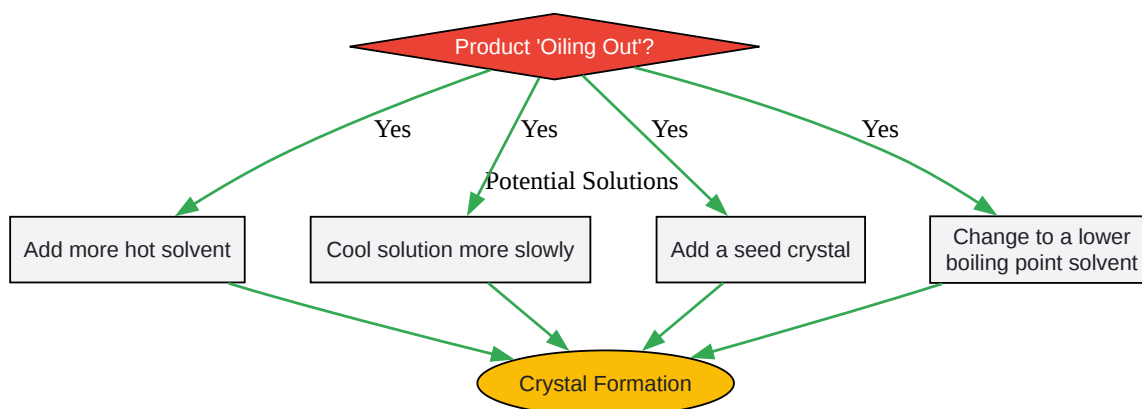 Product 'Oiling Out'?
Yes
Yes
Yes
Yes
Potential Solutions
Add more hot solvent
Cool solution more slowly
Add a seed crystal
Change to a lower
boiling point solvent
Crystal Formation